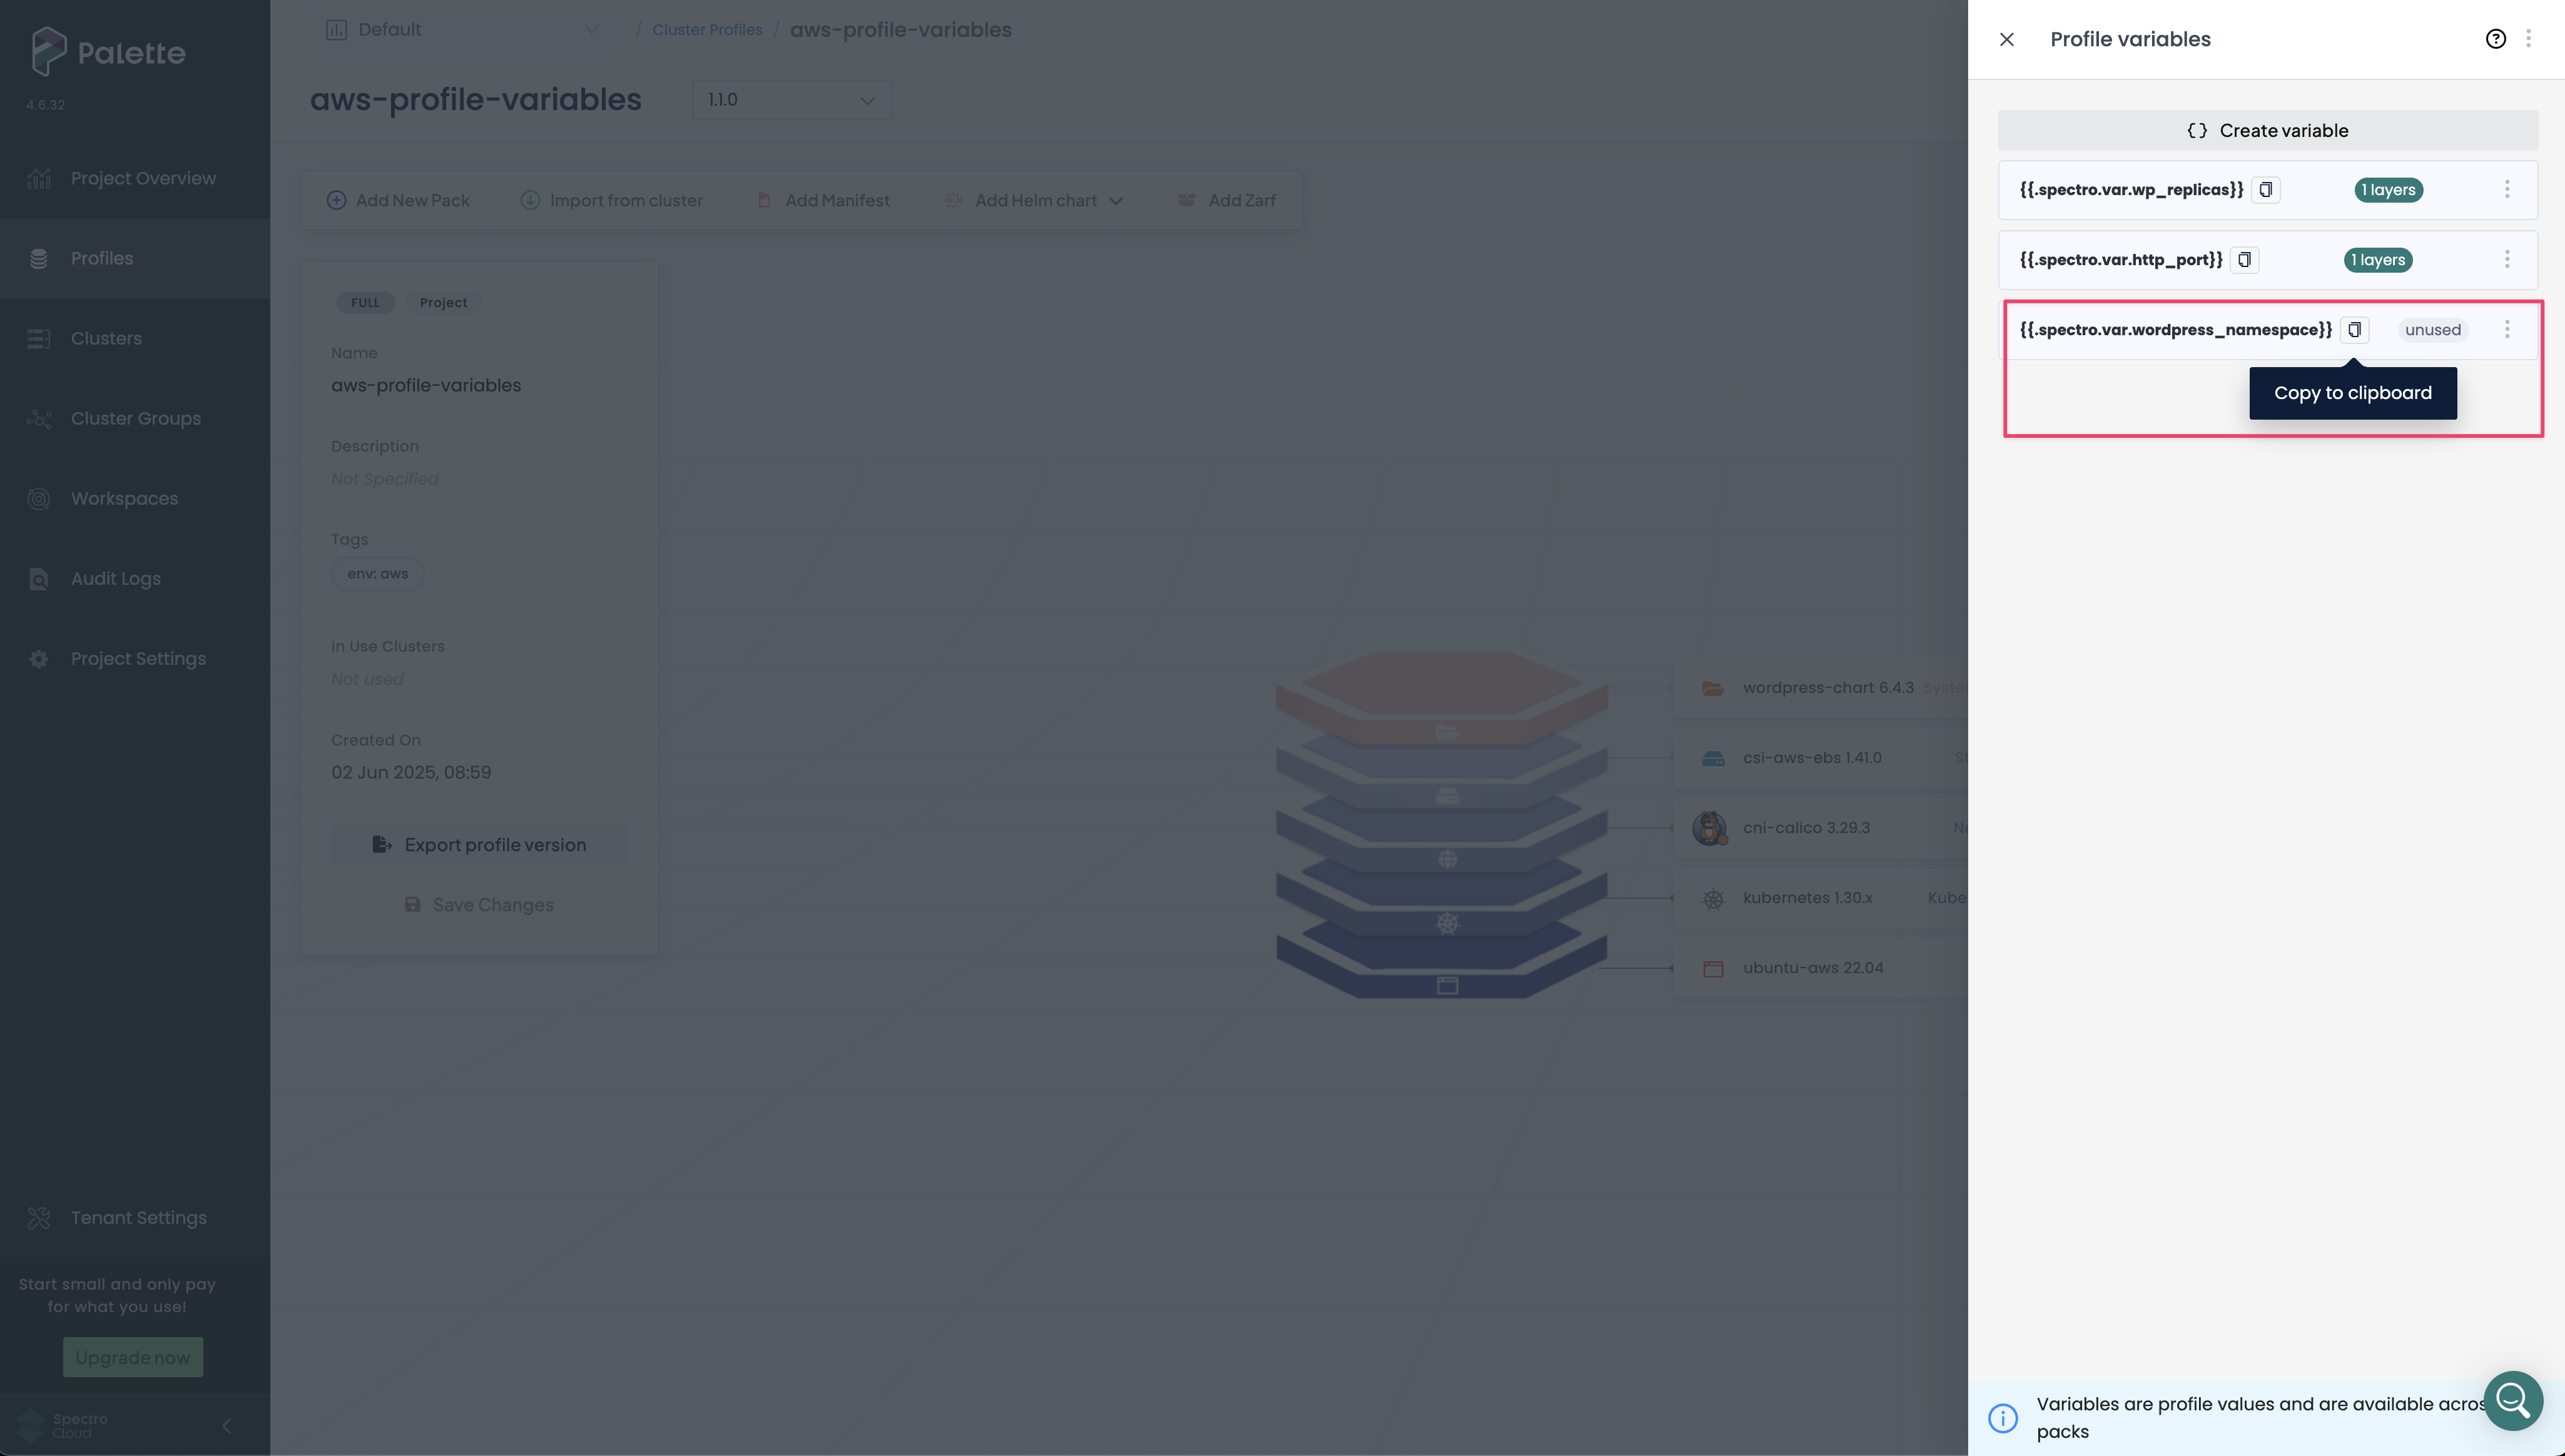 Palette
4.6.32
Project Overview
Profiles
Clusters
Cluster Groups
Workspaces
Audit Logs
Project Settings
Tenant Settings
Start small and only pay
for what you use!
Upgrade now
Spectro
Cloud
Default
/ Cluster Profiles / aws-profile-variables
aws-profile-variables
1.1.0
Add New Pack
Import from cluster
Add Manifest
Add Helm chart
Add Zarf
FULL
Project
Name
aws-profile-variables
Description
Not Specified
Tags
env: aws
In Use Clusters
Not used
Created On
02 Jun 2025, 08:59
Export profile version
Save Changes
wordpress-chart 6.4.3
csi-aws-ebs 1.41.0
cni-calico 3.29.3
kubernetes 1.30.x
ubuntu-aws 22.04
Profile variables
Create variable
{{.spectro.var.wp_replicas}}
1 layers
{{.spectro.var.http_port}}
1 layers
{{.spectro.var.wordpress_namespace}}
unused
Copy to clipboard
Variables are profile values and are available acros
packs